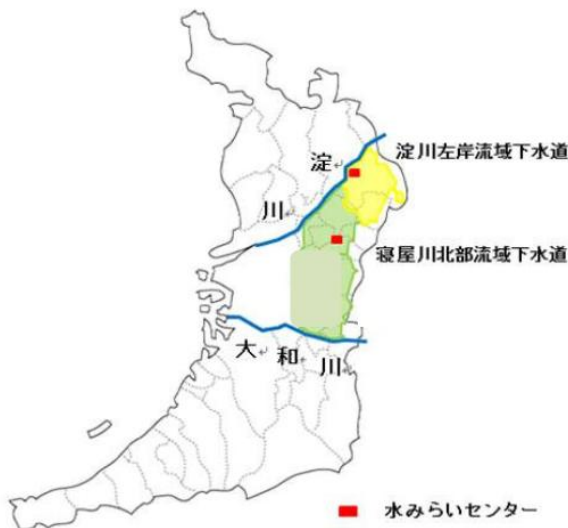 淀川左岸流域下水道
淀
川
寝屋川北部流域下水道
大和川
水みらいセンター